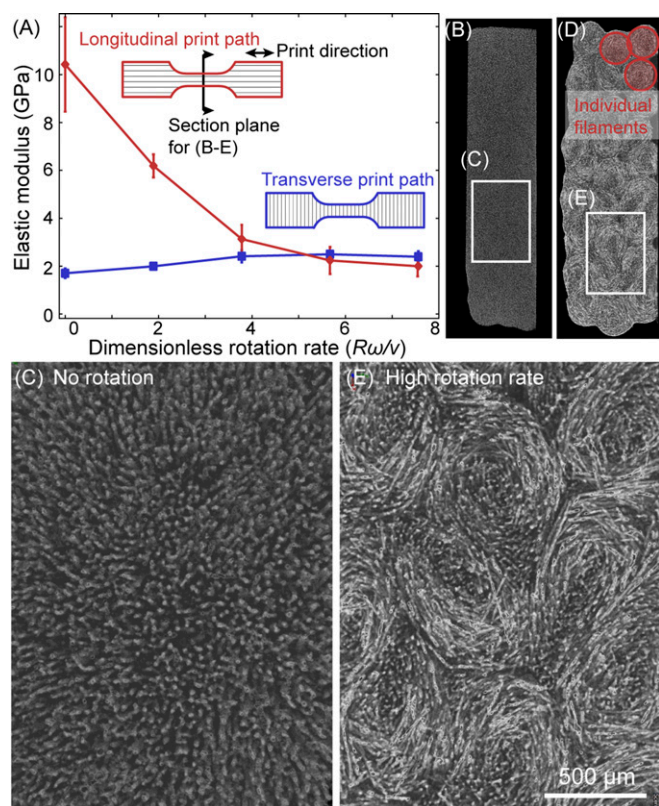 (A)
Longitudinal print path
Print direction
Section plane
for (B-E)
Transverse print path
Elastic modulus (GPa)
10
8
6
4
2
0
0
2
4
6
8
Dimensionless rotation rate (Rω/v)
(B)
(C)
(D)
Individual
filaments
(E)
(C) No rotation
(E) High rotation rate
500 μm